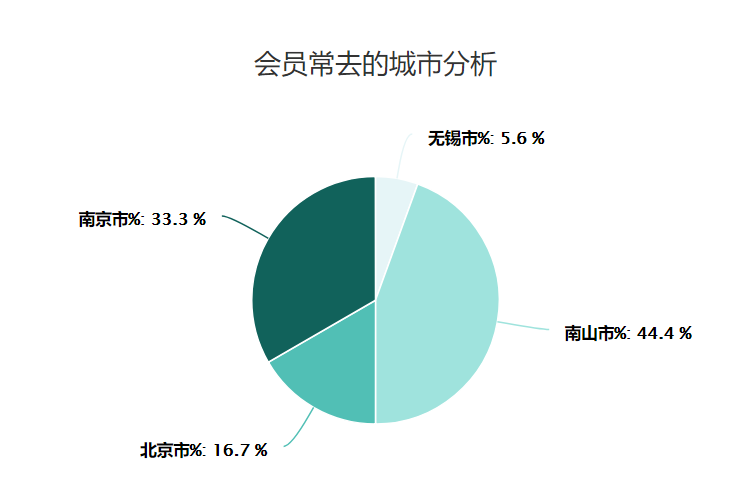 会员常去的城市分析
无锡市%: 5.6 %
南京市%: 33.3 %
南山市%: 44.4 %
北京市%: 16.7 %